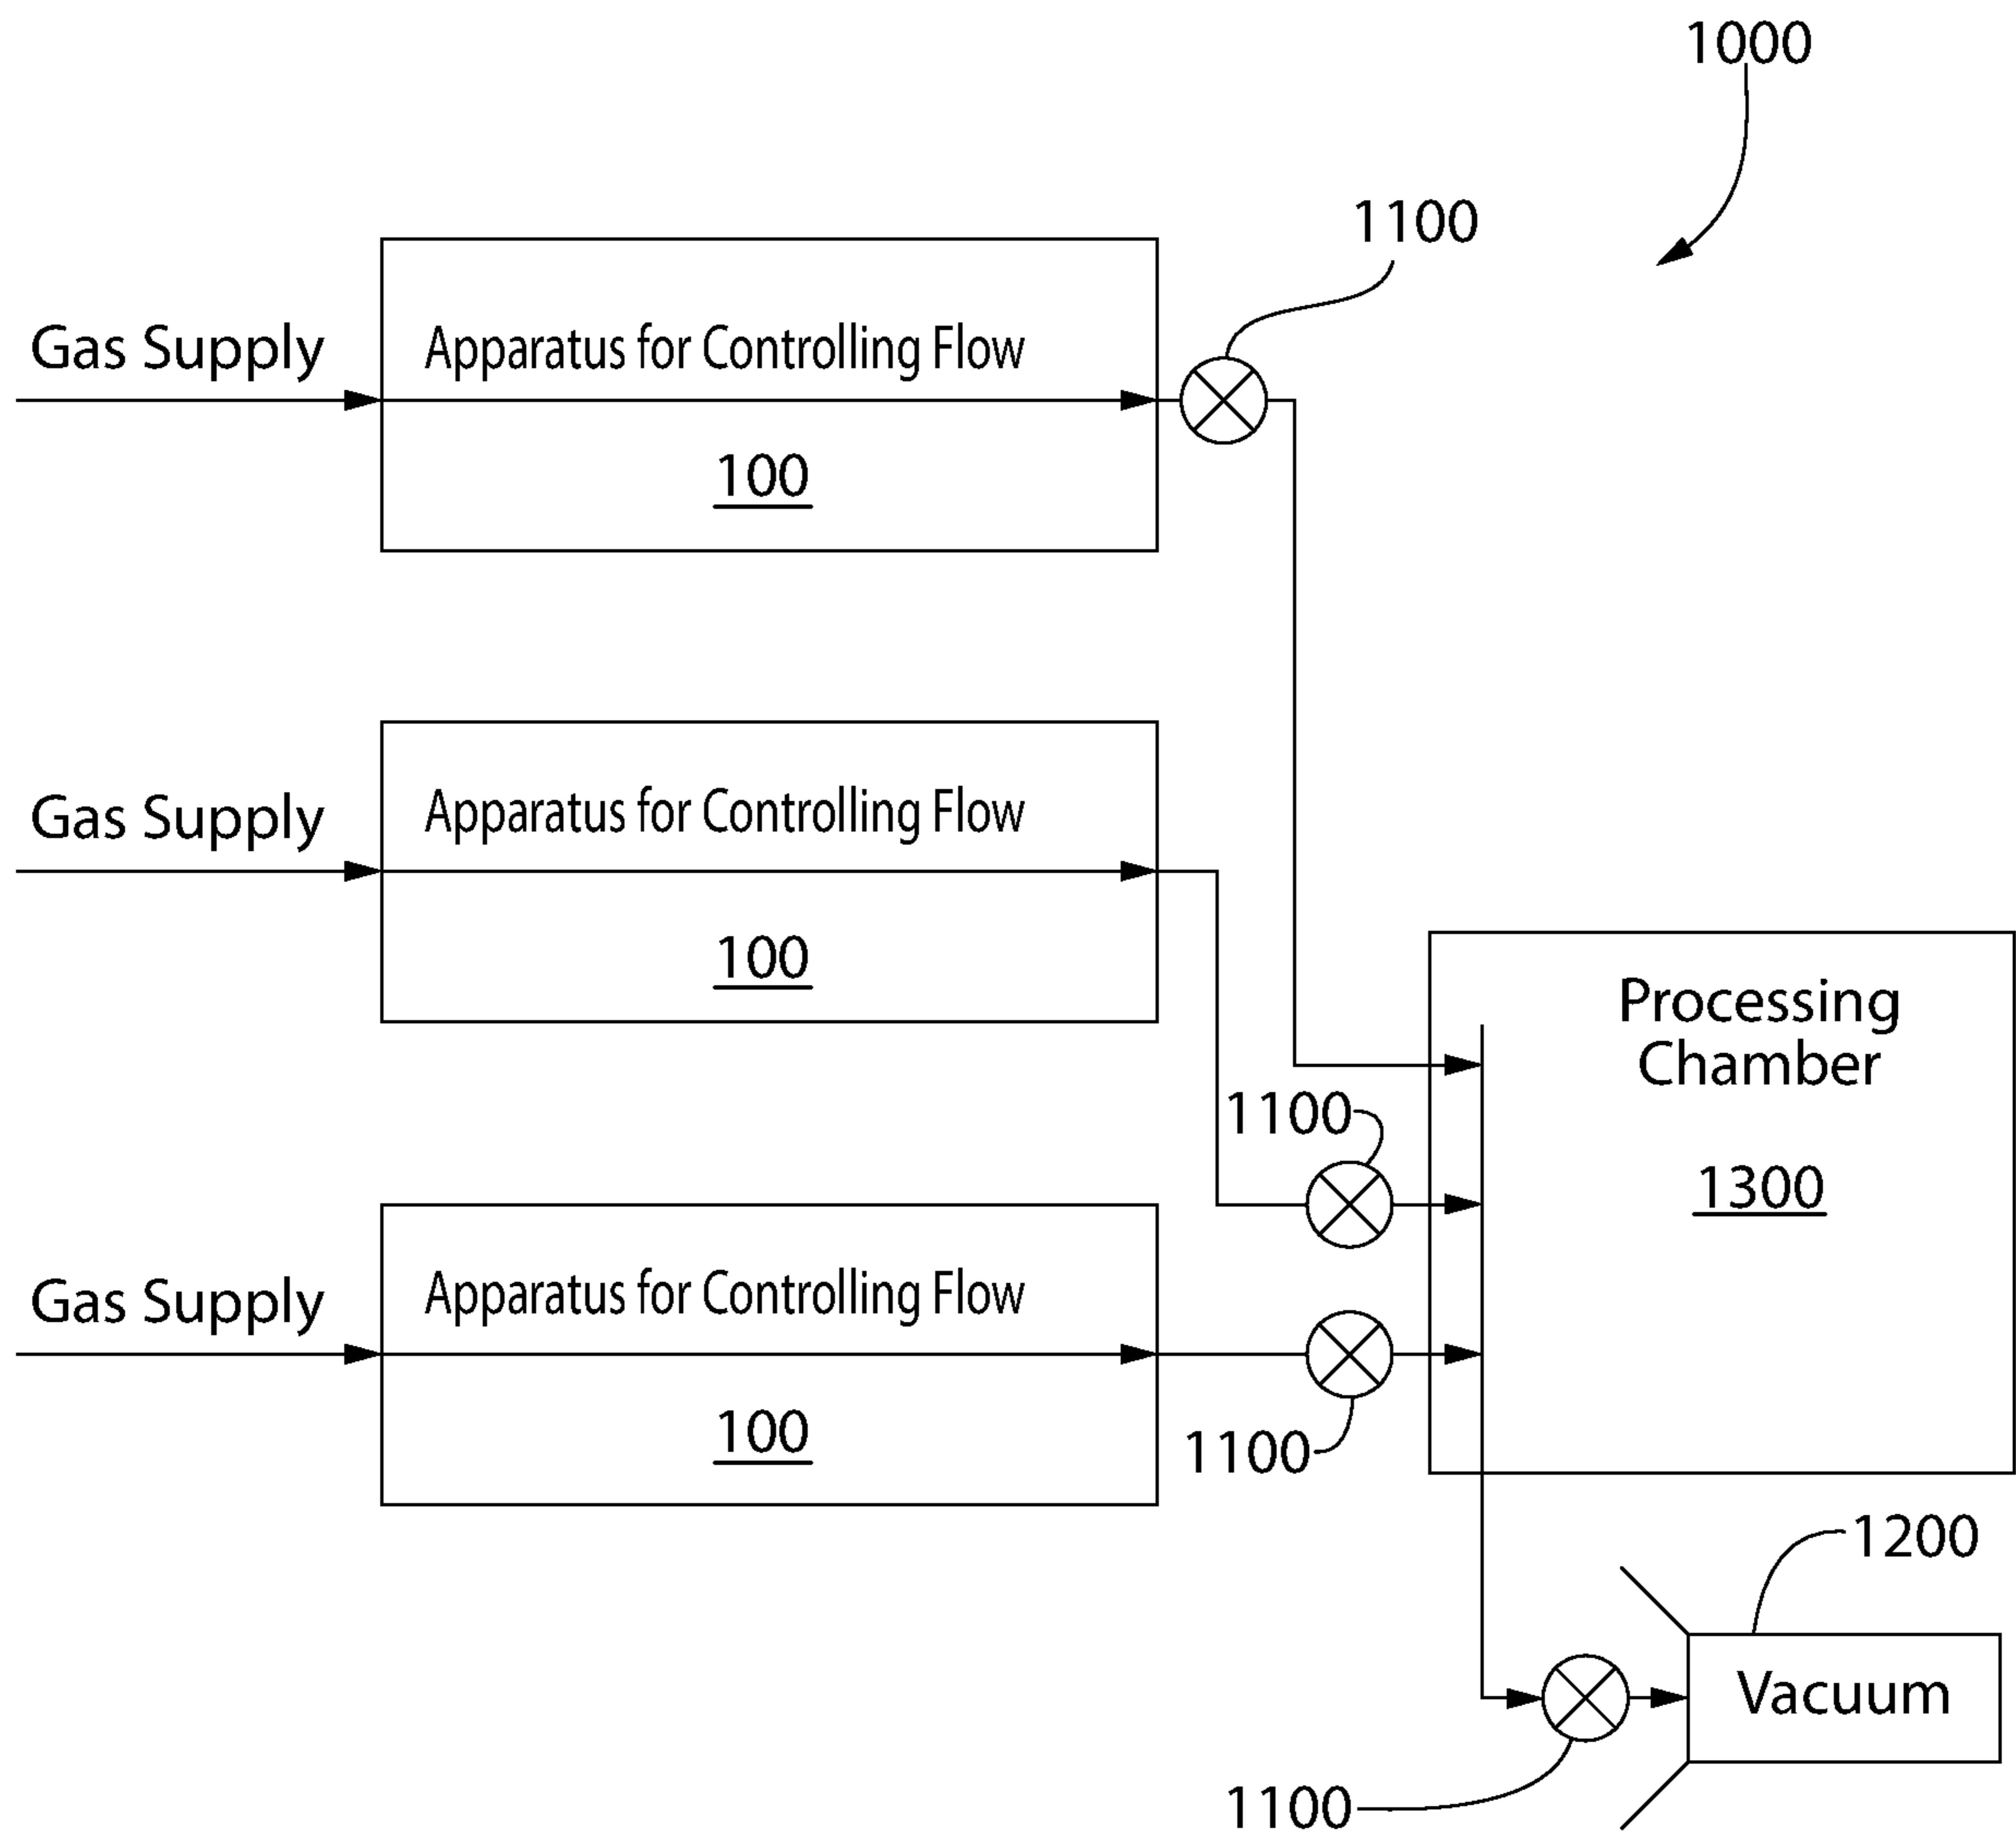 1000
1100
Gas Supply
Apparatus for Controlling Flow
100
Gas Supply
Apparatus for Controlling Flow
100
Processing
Chamber
1300
1100
Gas Supply
Apparatus for Controlling Flow
100
1100
1200
Vacuum
1100